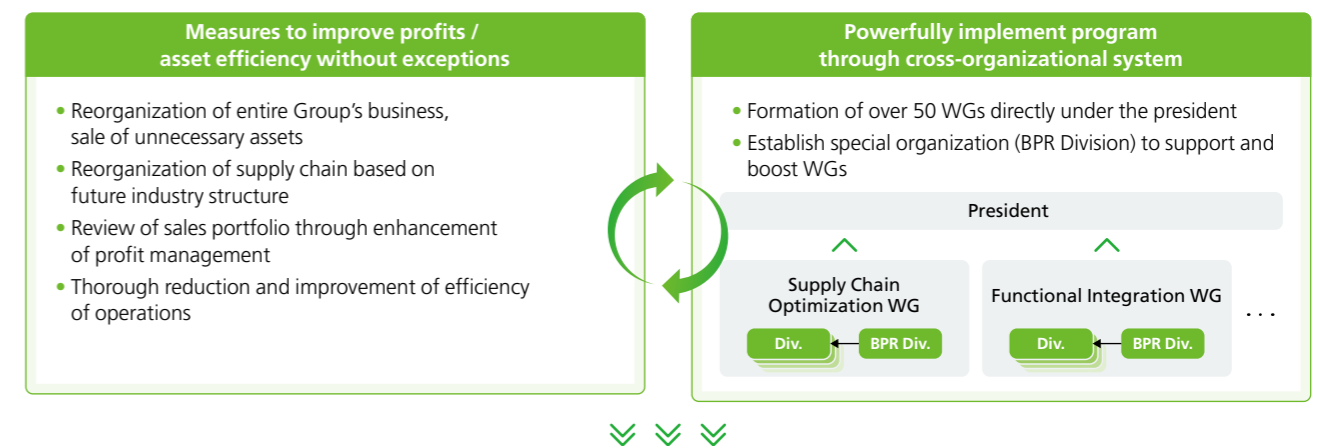 Measures to improve profits /
asset efficiency without exceptions
• Reorganization of entire Group's business,
sale of unnecessary assets
• Reorganization of supply chain based on
future industry structure
• Review of sales portfolio through enhancement
of profit management
• Thorough reduction and improvement of efficiency
of operations
Powerfully implement program
through cross-organizational system
• Formation of over 50 WGs directly under the president
• Establish special organization (BPR Division) to support and
boost WGs
President
Supply Chain
Optimization WG
Div.
BPR Div.
Functional Integration WG
Div.
BPR Div.
...